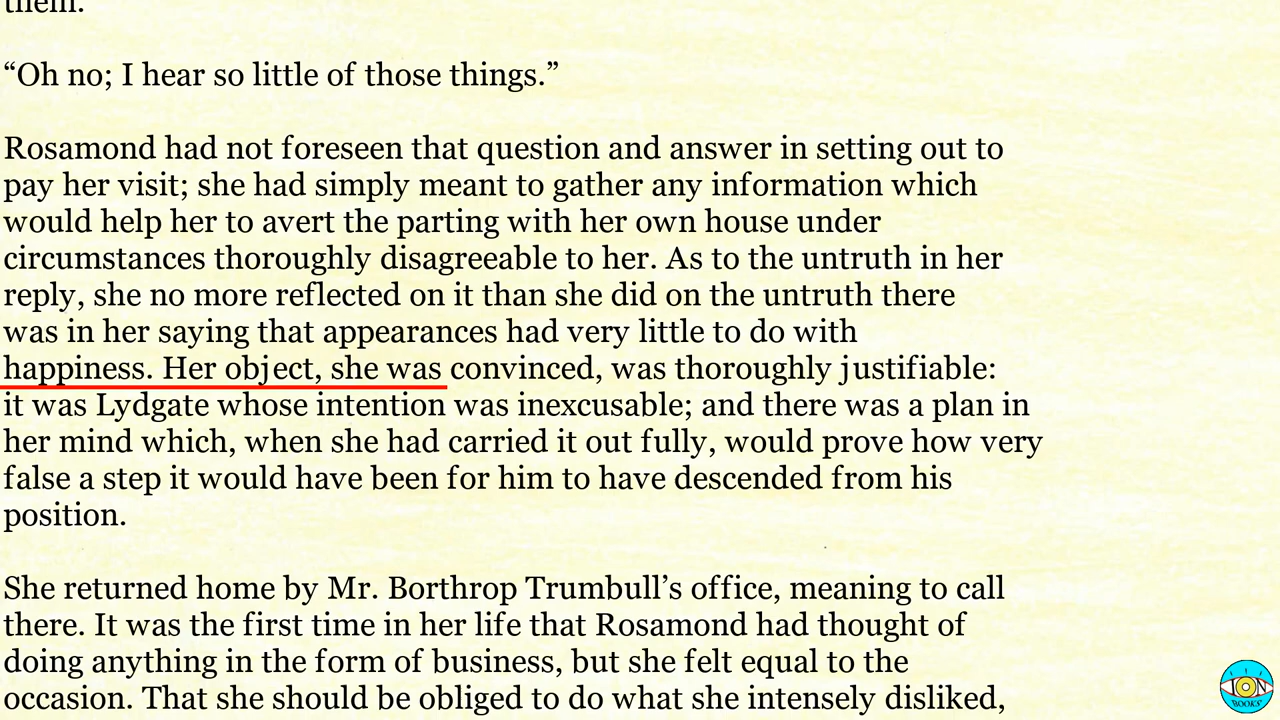 them.
“Oh no; I hear so little of those things.”
Rosamond had not foreseen that question and answer in setting out to
pay her visit; she had simply meant to gather any information which
would help her to avert the parting with her own house under
circumstances thoroughly disagreeable to her. As to the untruth in her
reply, she no more reflected on it than she did on the untruth there
was in her saying that appearances had very little to do with
happiness. Her object, she was convinced, was thoroughly justifiable:
it was Lydgate whose intention was inexcusable; and there was a plan in
her mind which, when she had carried it out fully, would prove how very
false a step it would have been for him to have descended from his
position.
She returned home by Mr. Borthrop Trumbull’s office, meaning to call
there. It was the first time in her life that Rosamond had thought of
doing anything in the form of business, but she felt equal to the
occasion. That she should be obliged to do what she intensely disliked,
ION
BOOKS